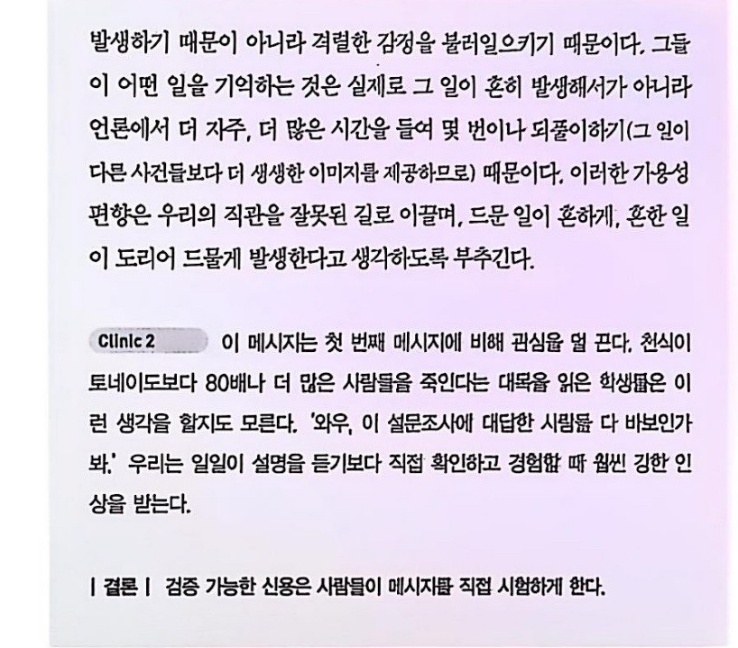 발생하기 때문이 아니라 격렬한 감정을 불러일으키기 때문이다. 그들
이 어떤 일을 기억하는 것은 실제로 그 일이 흔히 발생해서가 아니라
언론에서 더 자주, 더 많은 시간을 들여 몇 번이나 되풀이하기(그 일이
다른 사건들보다 더 생생한 이미지를 제공하므로) 때문이다. 이러한 가용성
편향은 우리의 직관을 잘못된 길로 이끌며, 드문 일이 흔하게, 흔한 일
이 도리어 드물게 발생한다고 생각하도록 부추긴다.
Clinic 2 이 메시지는 첫 번째 메시지에 비해 관심을 덜 끈다. 천식이
토네이도보다 80배나 더 많은 사람들을 죽인다는 대목을 읽은 학생들은 이
런 생각을 할지도 모른다. '와우, 이 설문조사에 대답한 사람들 다 바보인가
봐.' 우리는 일일이 설명을 듣기보다 직접 확인하고 경험할 때 훨씬 강한 인
상을 받는다.
| 결론 | 검증 가능한 신용은 사람들이 메시지를 직접 시험하게 한다.